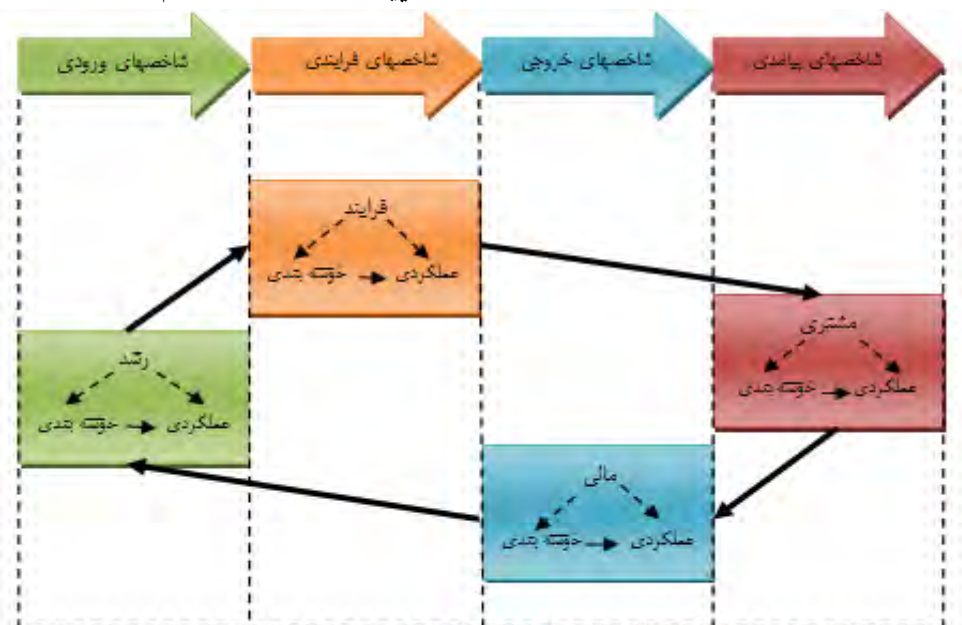 شاخصهای ورودی
شاخصهای فرایندی
شاخصهای خروجی
شاخصهای پیامدی
فرایند
خوشه بندی
عملکردی
مشتری
خوشه بندی
عملکردی
رشد
خوشه بندی
عملکردی
مالی
خوشه بندی
عملکردی